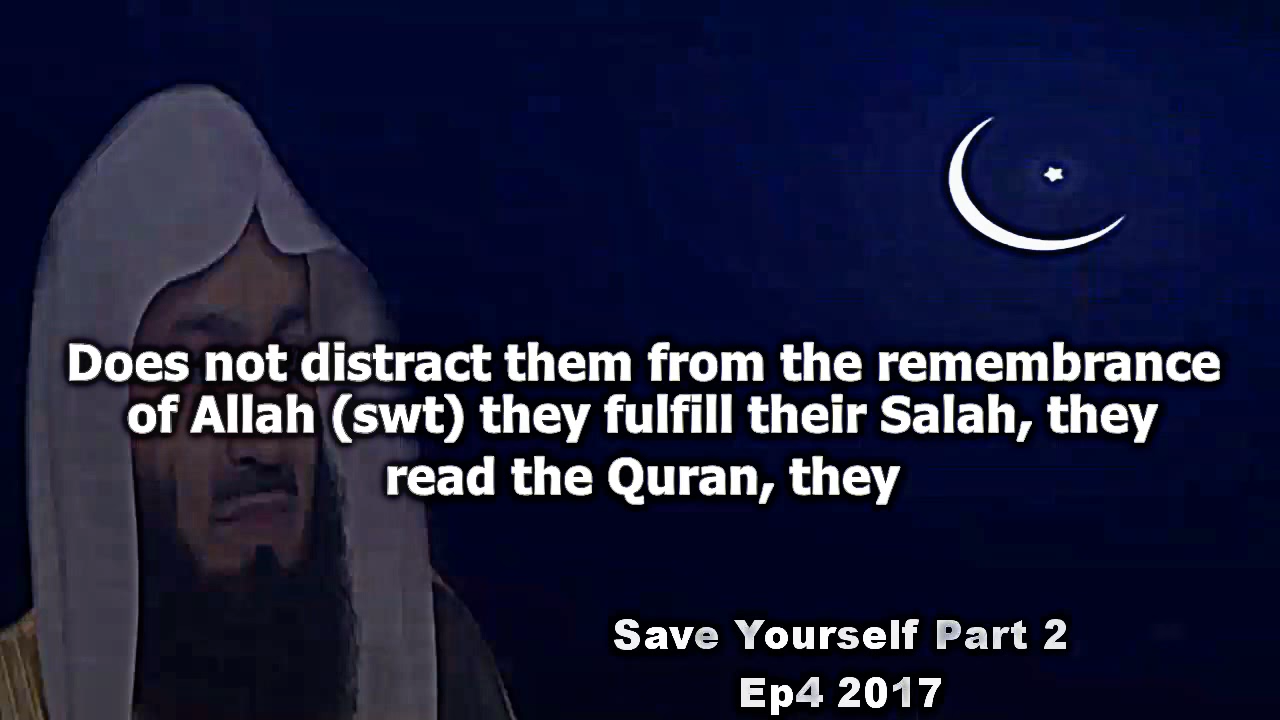 Does not distract them from the remembrance
of Allah (swt) they fulfill their Salah, they
read the Quran, they
Save Yourself Part 2
Ep4 2017